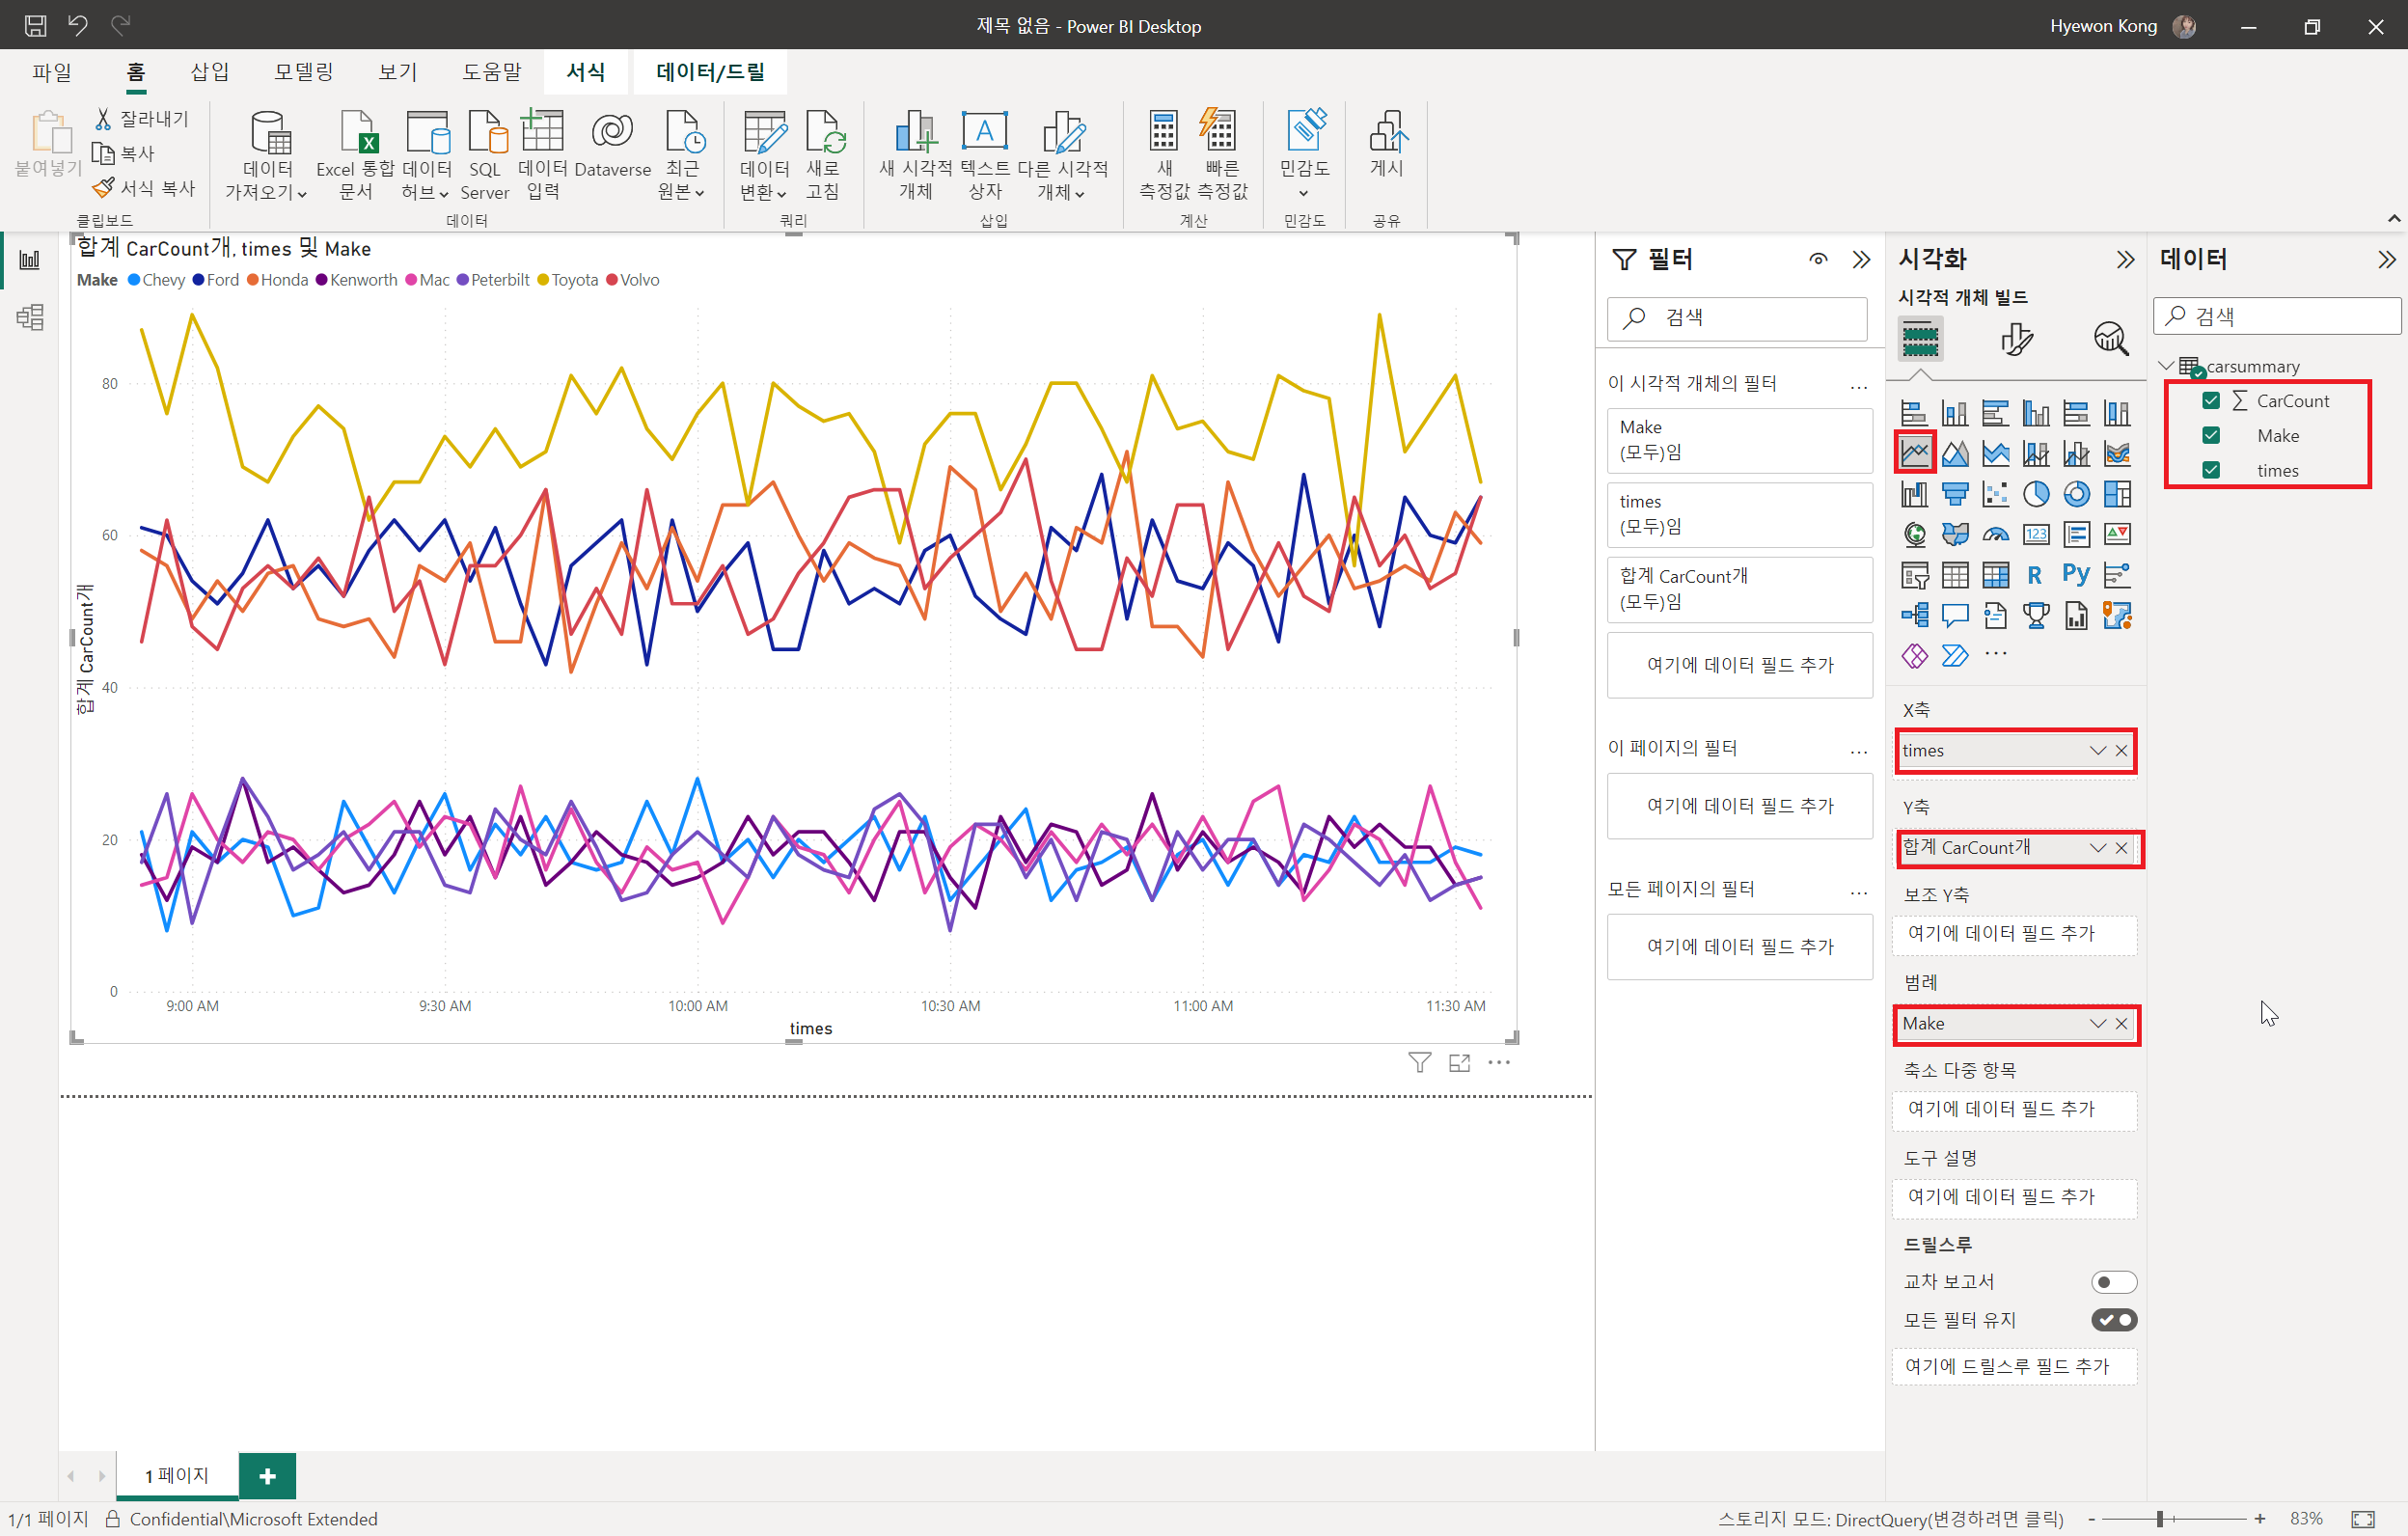 제목 없음 - Power BI Desktop
Hyewon Kong
파일 홈 삽입 모델링 보기 도움말 서식 데이터/드릴
붙여넣기
잘라내기
복사
서식 복사
클립보드
데이터
가져오기
Excel 통합
문서
데이터
허브
SQL
Server
데이터
입력
Dataverse
최근
원본
데이터
데이터
변환
새로
고침
쿼리
새 시각적
개체
텍스트
상자
다른 시각적
개체
삽입
새
측정값
빠른
측정값
계산
민감도
민감도
게시
공유
합계 CarCount개, times 및 Make
Make Chevy Ford Honda Kenworth Mac Peterbilt Toyota Volvo
합계 CarCount개
80
60
40
20
0
9:00 AM 9:30 AM 10:00 AM 10:30 AM 11:00 AM 11:30 AM
times
필터
검색
이 시각적 개체의 필터 ...
Make
(모두)임
times
(모두)임
합계 CarCount개
(모두)임
여기에 데이터 필드 추가
이 페이지의 필터 ...
여기에 데이터 필드 추가
모든 페이지의 필터 ...
여기에 데이터 필드 추가
시각화
시각적 개체 빌드
123
R
Py
...
X축
times
Y축
합계 CarCount개
보조 Y축
여기에 데이터 필드 추가
범례
Make
축소 다중 항목
여기에 데이터 필드 추가
도구 설명
여기에 데이터 필드 추가
드릴스루
교차 보고서
모든 필터 유지
여기에 드릴스루 필드 추가
데이터
검색
carsummary
∑ CarCount
Make
times
1 페이지
1/1 페이지
Confidential\Microsoft Extended
스토리지 모드: DirectQuery(변경하려면 클릭)
- + 83%